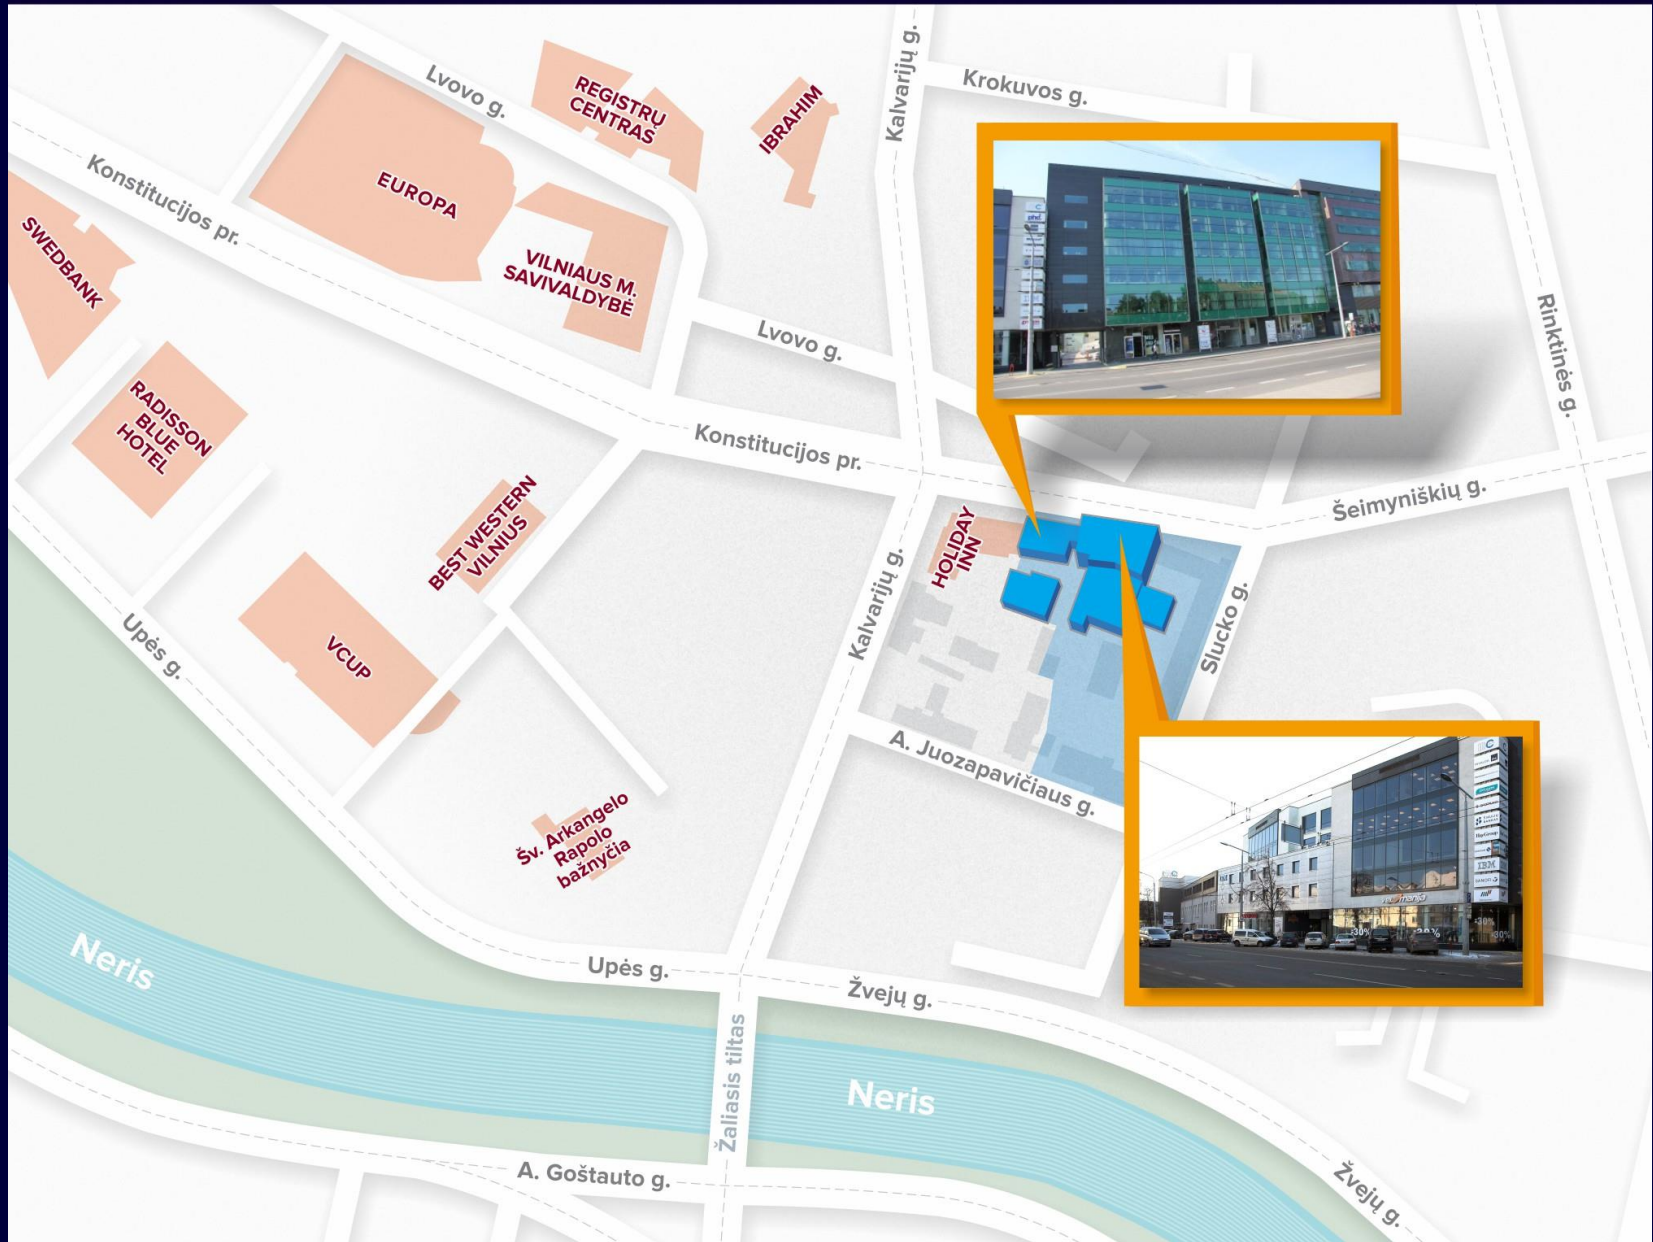 Kalvarijų g.
Krokuvos g.
Lvovo g.
REGISTRŲ
CENTRAS
IBRAHIM
EUROPA
Konstitucijos pr.
SWEDBANK
VILNIAUS M.
SAVIVALDYBĖ
Lvovo g.
Rinktinės g.
RADISSON
BLUE
HOTEL
Konstitucijos pr.
Šeimyniškių g.
BEST WESTERN
VILNIUS
HOLIDAY
INN
Kalvarijų g.
Slucko g.
Upės g.
VCUP
A. Juozapavičiaus g.
Šv. Arkangelo
Rapolo
bažnyčia
IBM
-30%
Neris
Upės g.
Žvejų g.
Žaliasis tiltas
Neris
A. Goštauto g.
Žvejų g.